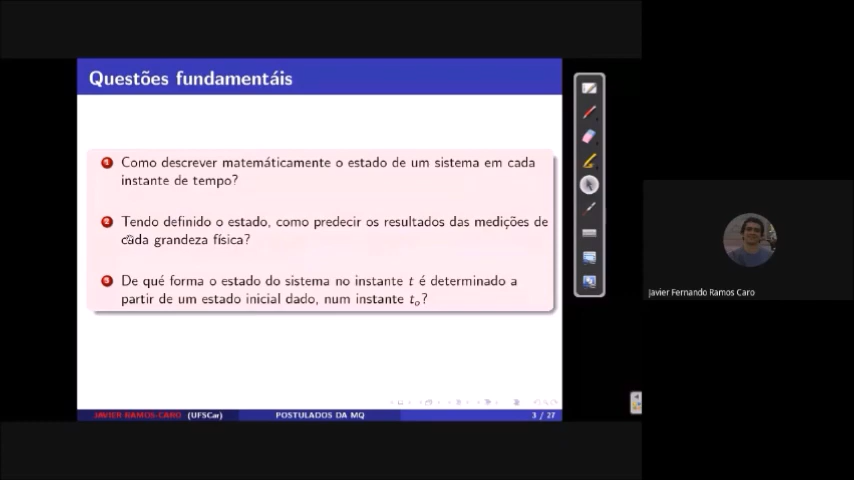 Questões fundamentáis
1 Como descrever matemáticamente o estado de um sistema em cada
instante de tempo?
2 Tendo definido o estado, como predecir os resultados das medições de
cada grandeza física?
3 De qué forma o estado do sistema no instante t é determinado a
partir de um estado inicial dado, num instante t₀?
JAVIER RAMOS-CARO (UFSCar) POSTULADOS DA MQ 3 / 27
Javier Fernando Ramos Caro